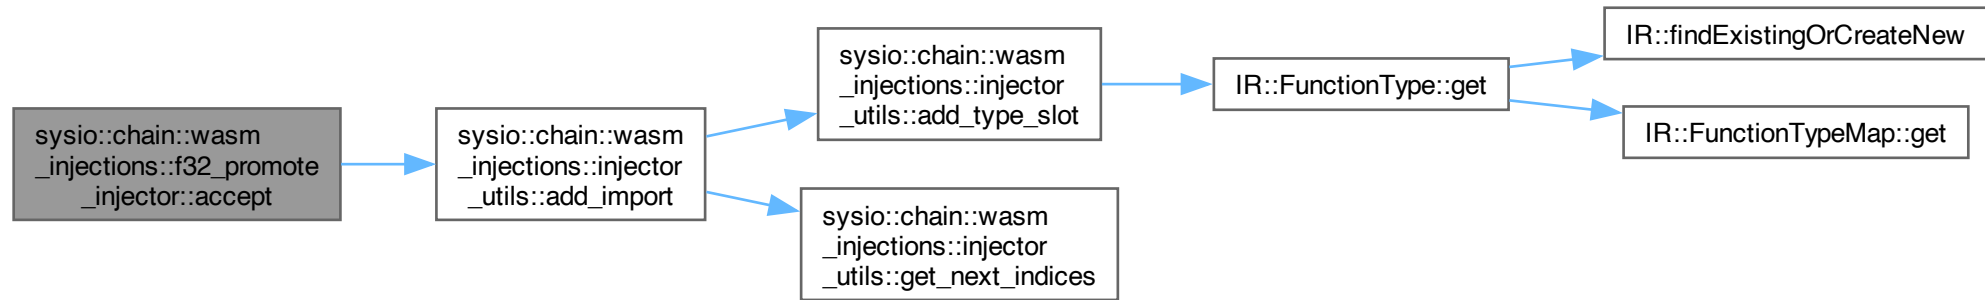 sysio::chain::wasm
_injections::f32_promote
_injector::accept
sysio::chain::wasm
_injections::injector
_utils::add_import
sysio::chain::wasm
_injections::injector
_utils::add_type_slot
sysio::chain::wasm
_injections::injector
_utils::get_next_indices
IR::FunctionType::get
IR::findExistingOrCreateNew
IR::FunctionTypeMap::get